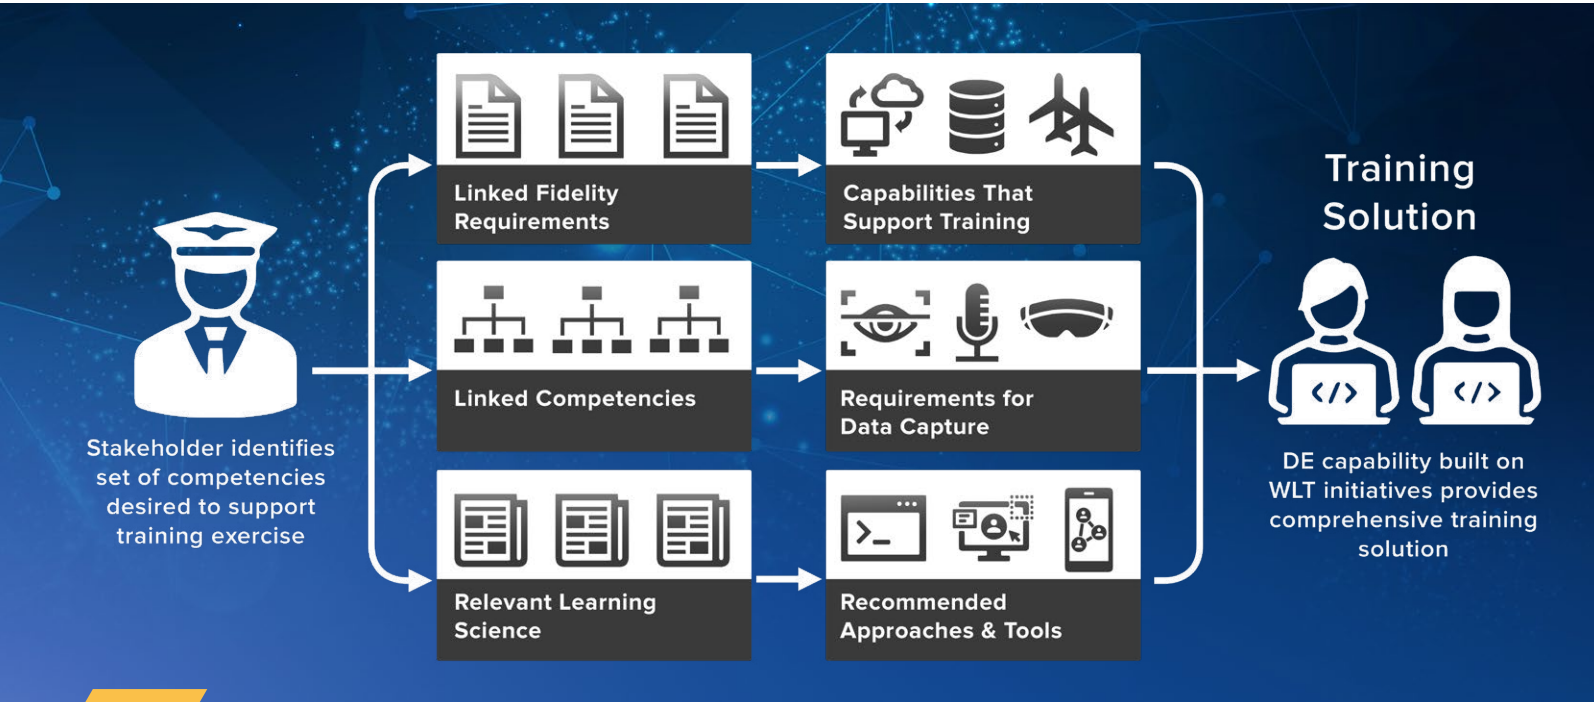 Stakeholder identifies
set of competencies
desired to support
training exercise
Linked Fidelity
Requirements
Capabilities That
Support Training
Linked Competencies
Requirements for
Data Capture
Relevant Learning
Science
Recommended
Approaches & Tools
Training
Solution
</>
</>
DE capability built on
WLT initiatives provides
comprehensive training
solution